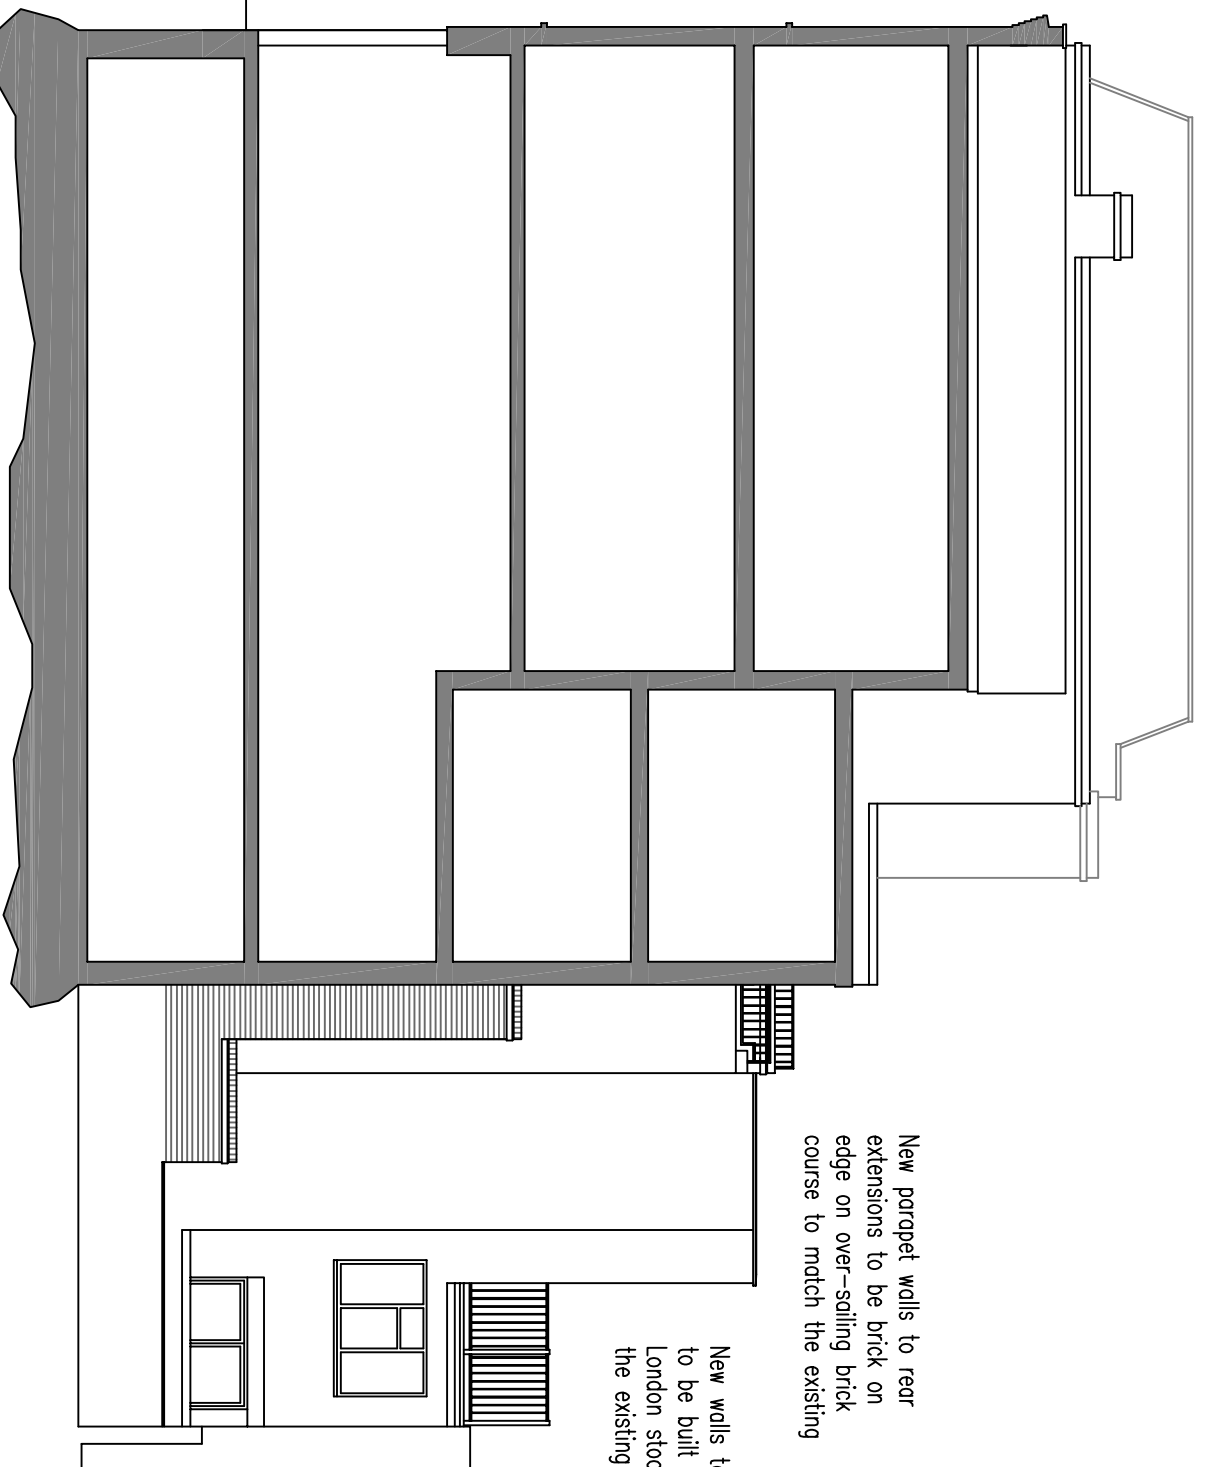 New parapet walls to rear
extensions to be brick on
edge on over-sailing brick
course to match the existing
New walls
to be built
London
the existing